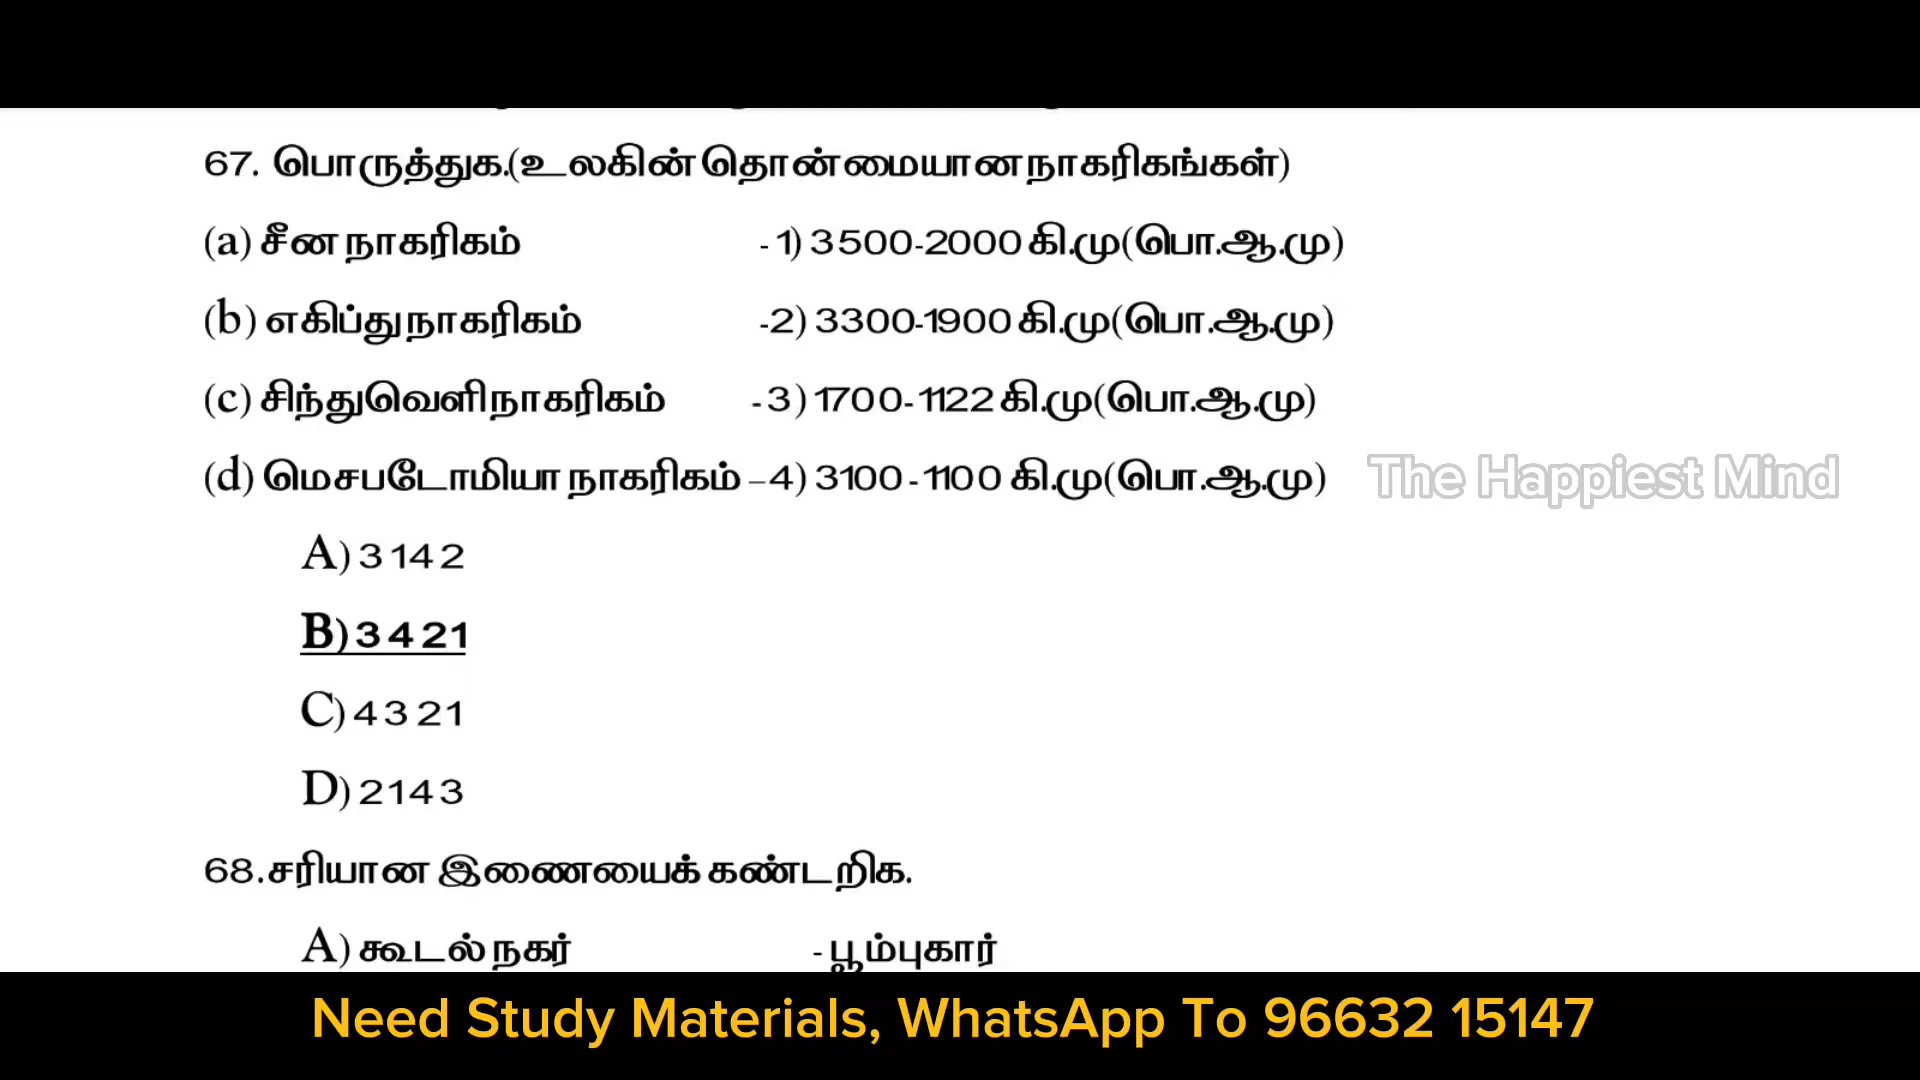 67. பொருத்துக.(உலகின் தொன்மையான நாகரிகங்கள்)
(a) சீன நாகரிகம் - 1) 3500-2000 கி.மு(பொ.ஆ.மு)
(b) எகிப்து நாகரிகம் -2) 3300-1900 கி.மு(பொ.ஆ.மு)
(c) சிந்துவெளி நாகரிகம் - 3) 1700-1122 கி.மு(பொ.ஆ.மு)
(d) மெசபடோமியா நாகரிகம் –4) 3100 -1100 கி.மு(பொ.ஆ.மு)
The Happiest Mind
A) 3 1 4 2
B) 3 4 2 1
C) 4 3 2 1
D) 2 1 4 3
68.சரியான இணையைக் கண்டறிக.
A) கூடல் நகர் - பூம்புகார்
Need Study Materials, WhatsApp To 96632 15147